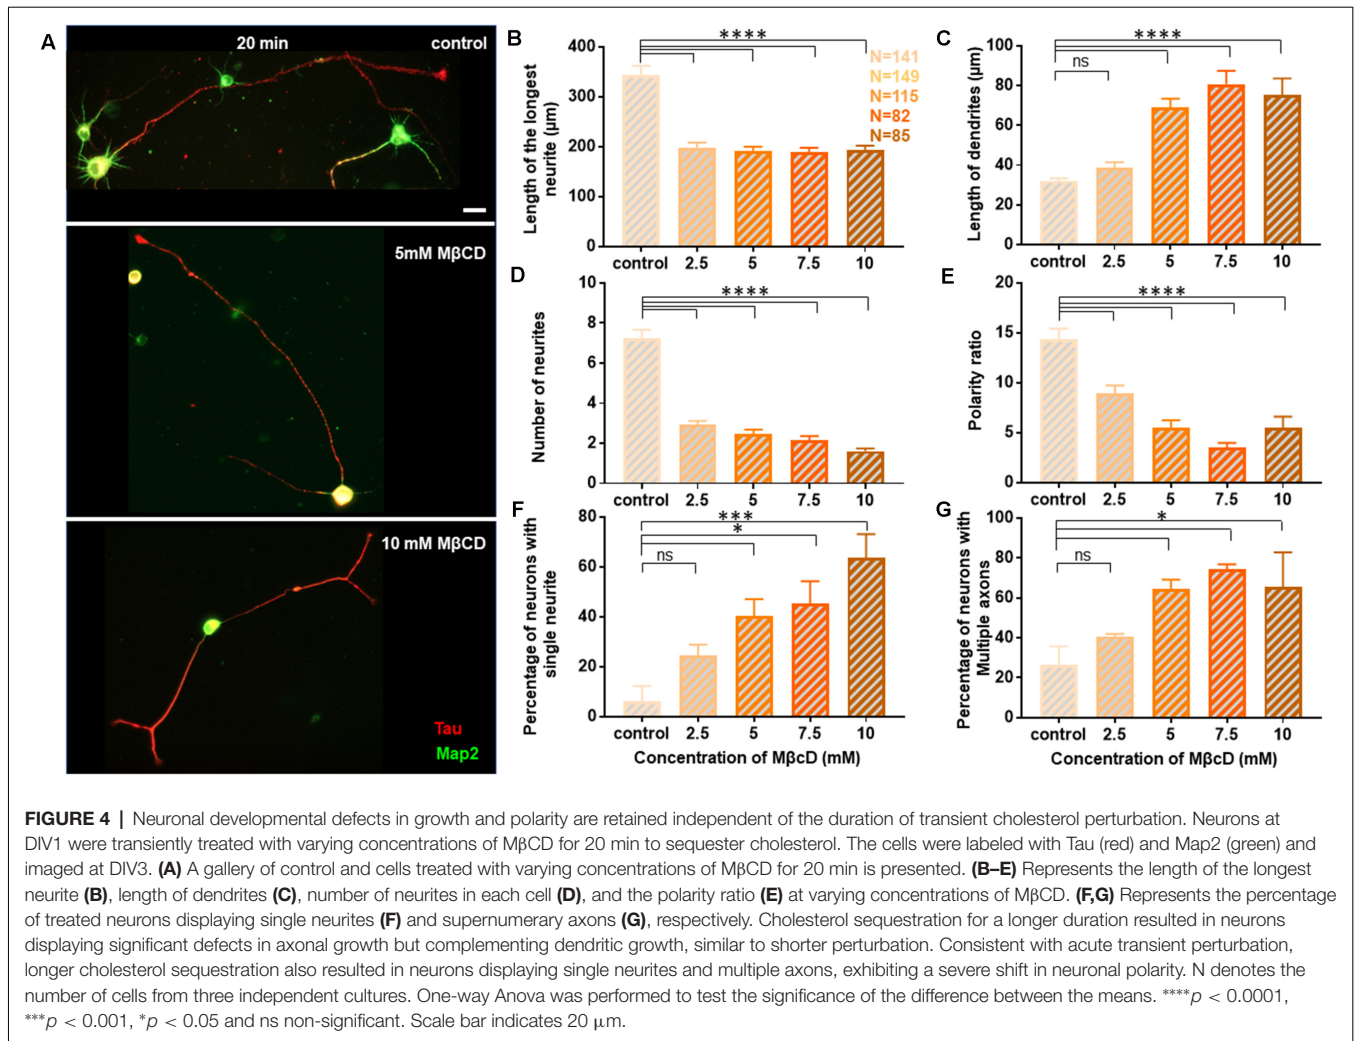 A
20 min
control
5mM MβCD
10 mM MβCD
Tau
Map2
B
****
N=141
N=149
N=115
N=82
N=85
Length of the longest
neurite (µm)
400
300
200
100
0
control 2.5 5 7.5 10
C
****
ns
Length of dendrites (µm)
100
80
60
40
20
0
control 2.5 5 7.5 10
D
****
Number of neurites
10
8
6
4
2
0
control 2.5 5 7.5 10
E
****
Polarity ratio
20
15
10
5
0
control 2.5 5 7.5 10
F
***
*
ns
Percentage of neurons with
single neurite
80
60
40
20
0
control 2.5 5 7.5 10
Concentration of MβcD (mM)
G
*
ns
Percentage of neurons with
Multiple axons
100
80
60
40
20
0
control 2.5 5 7.5 10
Concentration of MβcD (mM)
FIGURE 4 | Neuronal developmental defects in growth and polarity are retained independent of the duration of transient cholesterol perturbation. Neurons at
DIV1 were transiently treated with varying concentrations of MβCD for 20 min to sequester cholesterol. The cells were labeled with Tau (red) and Map2 (green) and
imaged at DIV3. (A) A gallery of control and cells treated with varying concentrations of MβCD for 20 min is presented. (B–E) Represents the length of the longest
neurite (B), length of dendrites (C), number of neurites in each cell (D), and the polarity ratio (E) at varying concentrations of MβCD. (F,G) Represents the percentage
of treated neurons displaying single neurites (F) and supernumerary axons (G), respectively. Cholesterol sequestration for a longer duration resulted in neurons
displaying significant defects in axonal growth but complementing dendritic growth, similar to shorter perturbation. Consistent with acute transient perturbation,
longer cholesterol sequestration also resulted in neurons displaying single neurites and multiple axons, exhibiting a severe shift in neuronal polarity. N denotes the
number of cells from three independent cultures. One-way Anova was performed to test the significance of the difference between the means. ****p < 0.0001,
***p < 0.001, *p < 0.05 and ns non-significant. Scale bar indicates 20 µm.